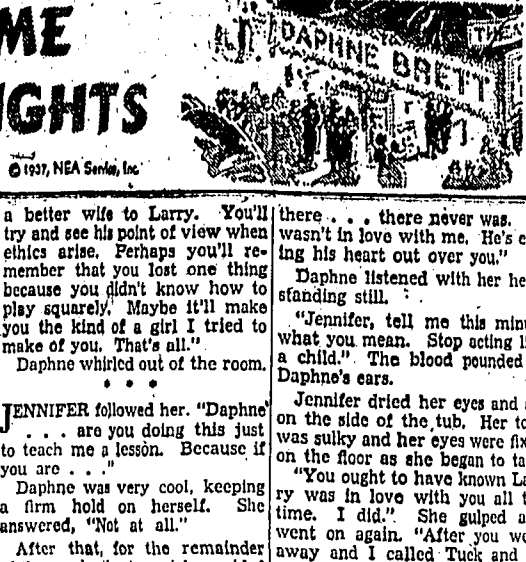 ME
GHTS
© 1937, NEA Service, Inc.
DAPHNE BRETT
a better wife to Larry. You'll
try and see his point of view when
ethics arise. Perhaps you'll re-
member that you lost one thing
because you didn't know how to
play squarely. Maybe it'll make
you the kind of a girl I tried to
make of you. That's all."
Daphne whirled out of the room.
* * *
JENNIFER followed her. "Daphne
. . . are you doing this just
to teach me a lesson. Because if
you are . . ."
Daphne was very cool, keeping
a firm hold on herself. She
answered, "Not at all."
After that, for the remainder
there . . . there never was.
wasn't in love with me. He's
ing his heart out over you."
Daphne listened with her
standing still.
"Jennifer, tell me this
what you mean. Stop acting
a child." The blood pounded
Daphne's ears.
Jennifer dried her eyes and
on the side of the tub. Her
was sulky and her eyes were
on the floor as she began to
"You ought to have known
ry was in love with you all
time. I did." She gulped
went on again. "After you
away and I called Tuck and